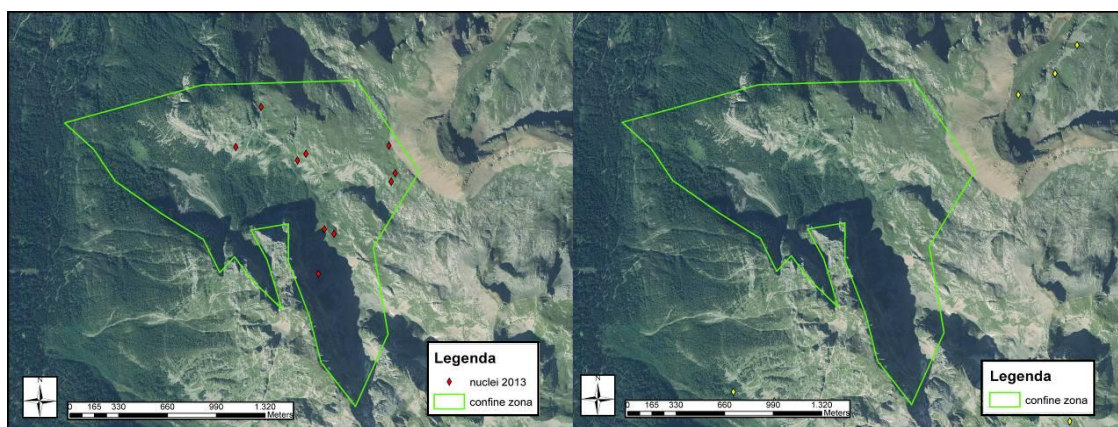 Legenda
nuclei 2013
confine zona
N
0 165 330 660 990 1.320
Meters
Legenda
confine zona
N
0 165 330 660 990 1.320
Meters